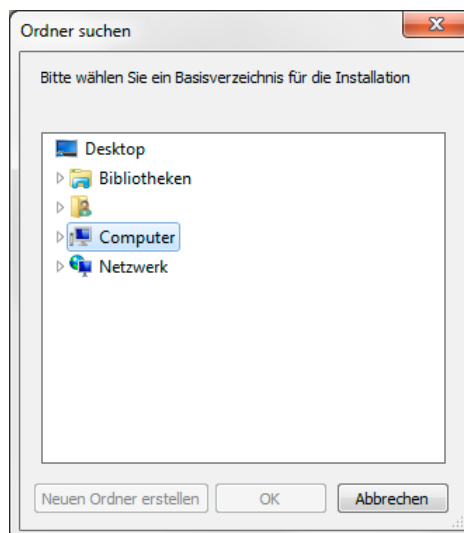 Ordner suchen
Bitte wählen Sie ein Basisverzeichnis für die Installation
Desktop
Bibliotheken
Computer
Netzwerk
Neuen Ordner erstellen OK Abbrechen